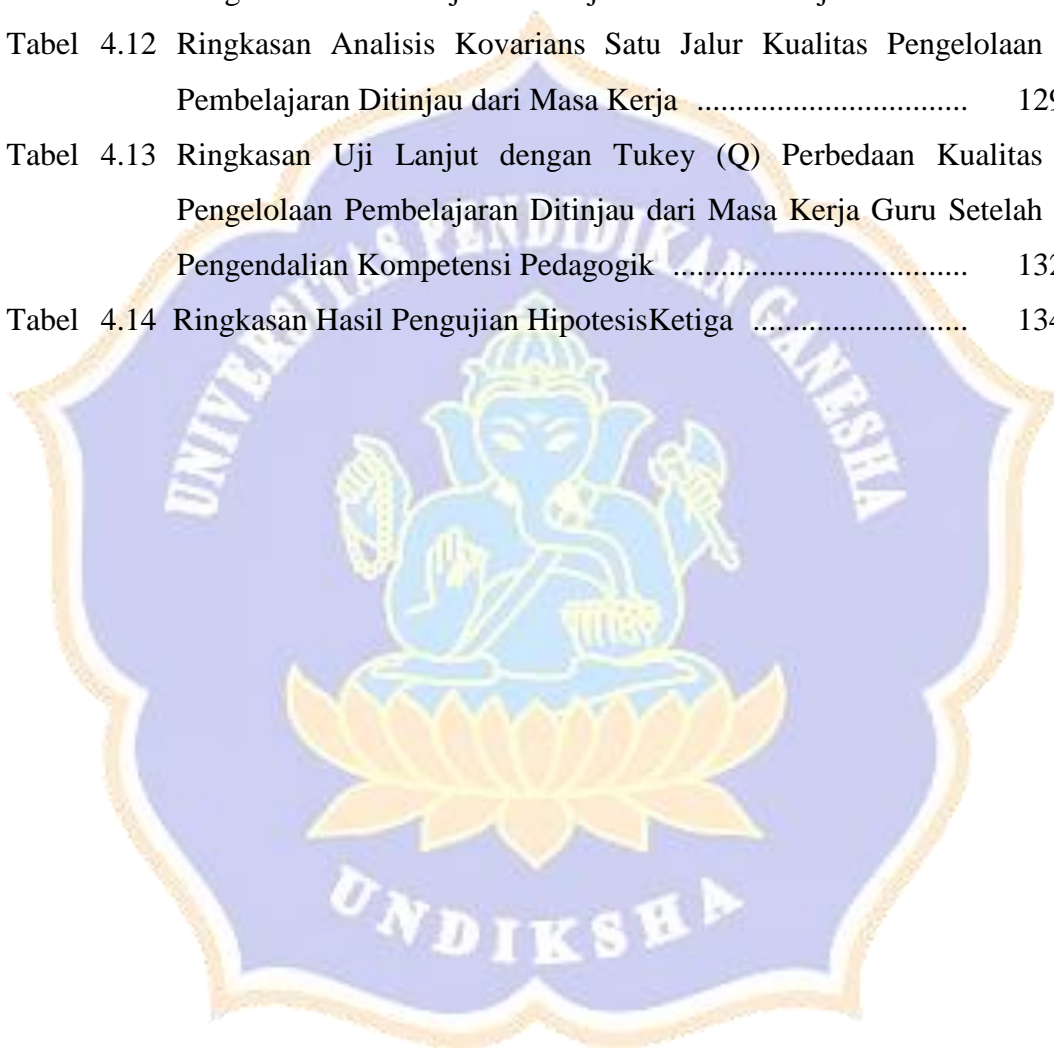 Tabel 4.12 Ringkasan Analisis Kovarians Satu Jalur Kualitas Pengelolaan
Pembelajaran Ditinjau dari Masa Kerja ................................. 129
Tabel 4.13 Ringkasan Uji Lanjut dengan Tukey (Q) Perbedaan Kualitas
Pengelolaan Pembelajaran Ditinjau dari Masa Kerja Guru Setelah
Pengendalian Kompetensi Pedagogik .................................... 132
Tabel 4.14 Ringkasan Hasil Pengujian HipotesisKetiga .......................... 134
UNIVERSITAS PENDIDIKAN GANESHA
UNDIKSHA